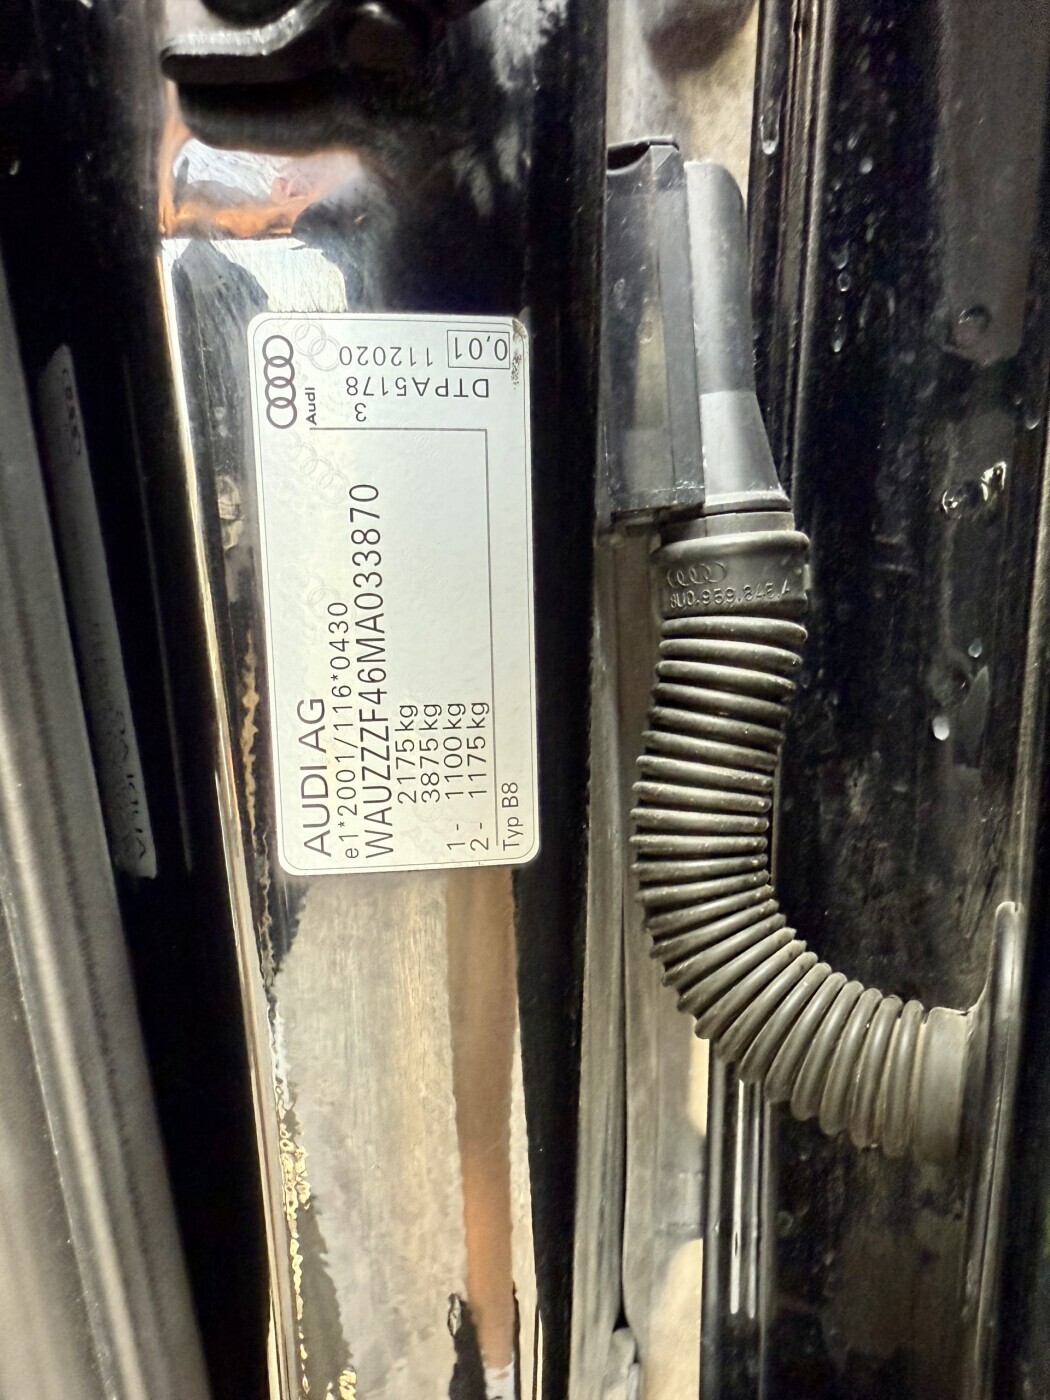 AUDI AG
e1*2001/116*0430
WAUZZZF46MA033870
2175kg
3875kg
1 - 1100kg
2 - 1175kg
Typ B8
Audi
3
DTPA5178
112020
0,01